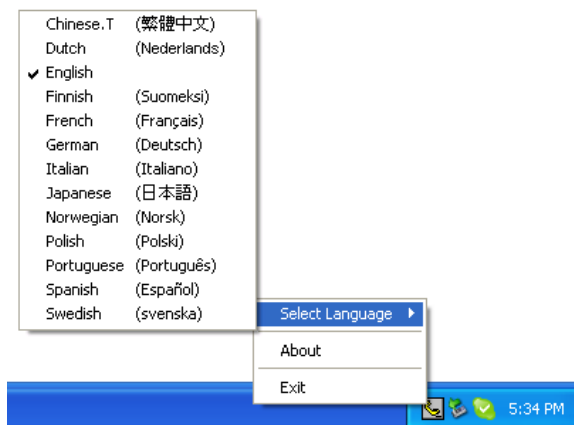 Chinese.T (繁體中文)
Dutch (Nederlands)
English
Finnish (Suomeksi)
French (Français)
German (Deutsch)
Italian (Italiano)
Japanese (日本語)
Norwegian (Norsk)
Polish (Polski)
Portuguese (Português)
Spanish (Español)
Swedish (svenska)
Select Language
About
Exit
5:34 PM